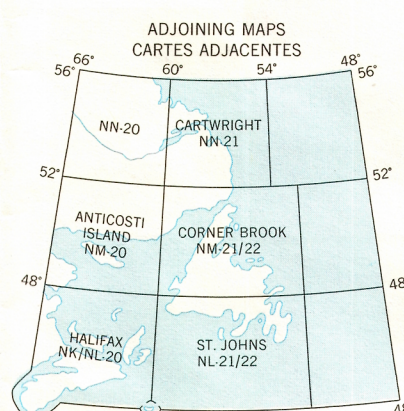 ADJOINING MAPS
CARTES ADJACENTES
66°
60°
54°
48°
56°
56°
NN-20
CARTWRIGHT
NN-21
52°
52°
ANTICOSTI
ISLAND
NM-20
CORNER BROOK
NM-21/22
48°
48
HALIFAX
NK/NL-20
ST. JOHNS
NL-21/22